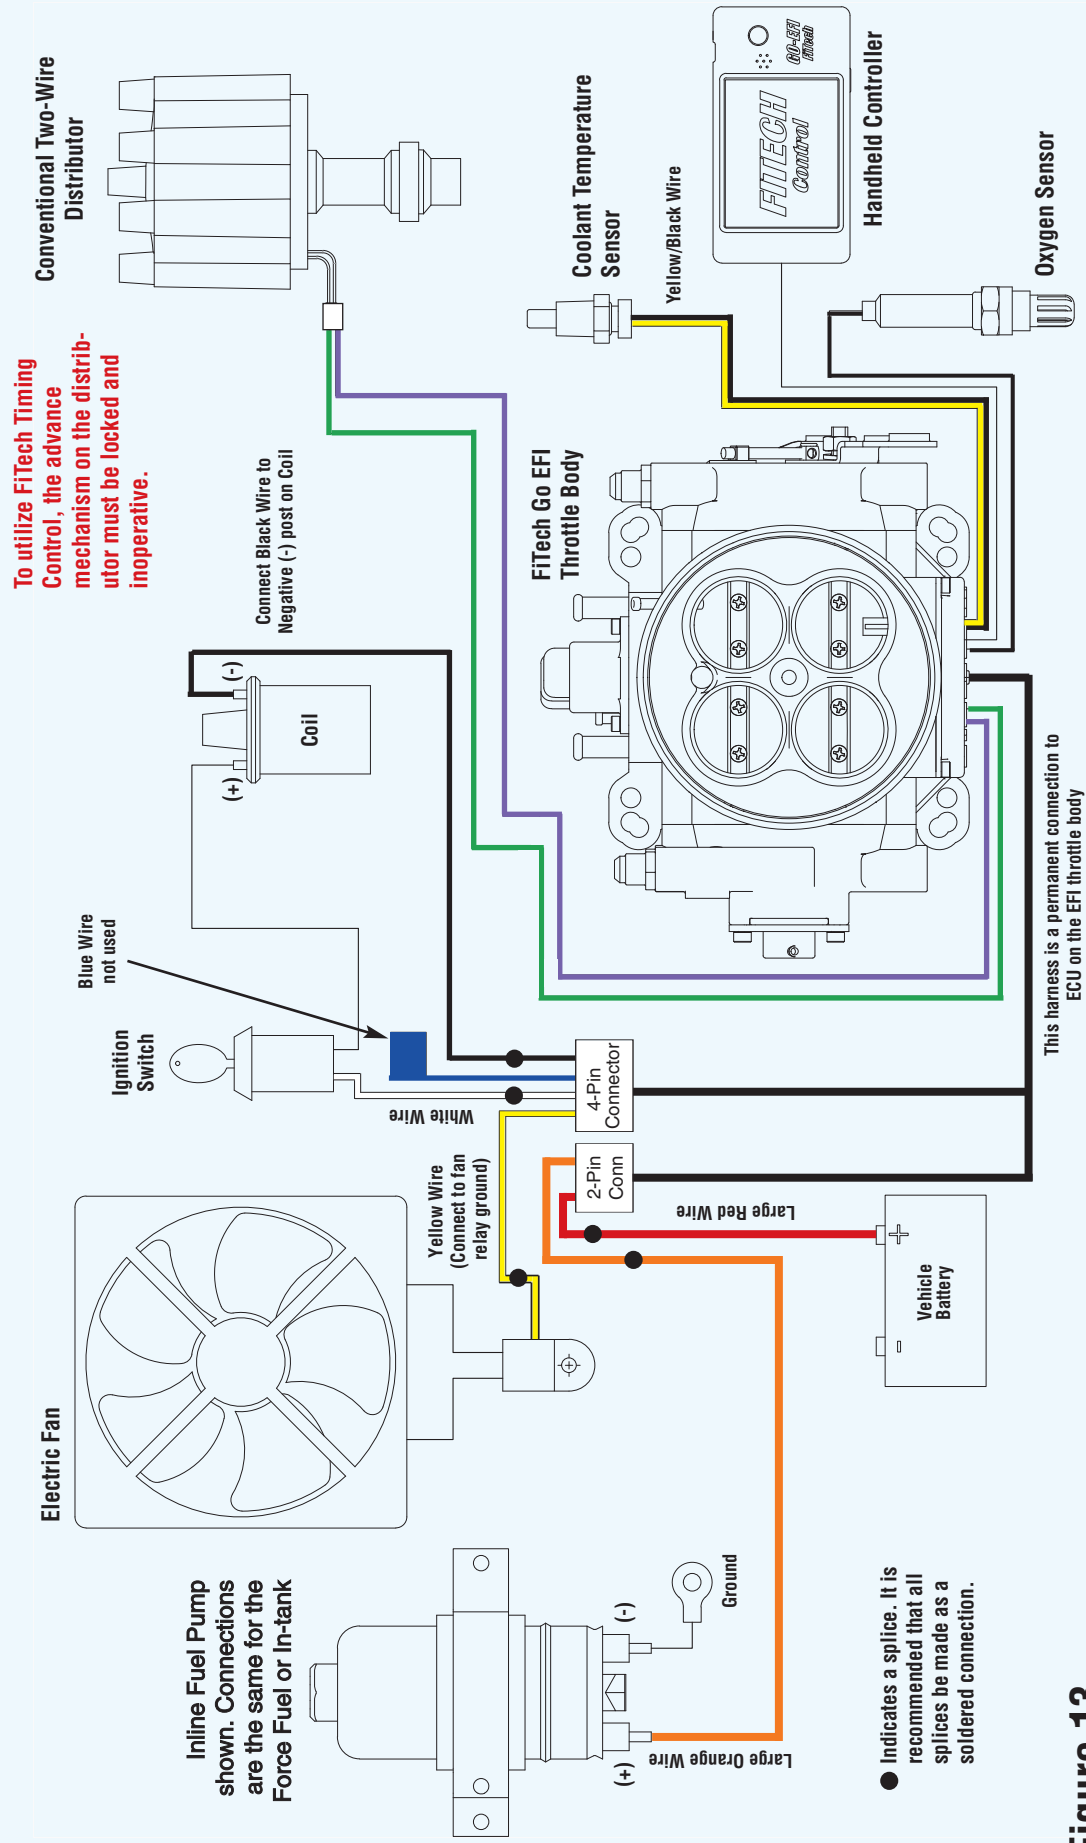 Inline Fuel Pump
shown. Connections
are the same for the
Force Fuel or In-tank
Electric Fan
Ignition
Switch
Blue Wire
not used
To utilize FiTech Timing
Control, the advance
mechanism on the distrib-
utor must be locked and
inoperative.
Conventional Two-Wire
Distributor
(+)
(-)
Coil
Connect Black Wire to
Negative (-) post on Coil
White Wire
Yellow Wire
(Connect to fan
relay ground)
4-Pin
Connector
2-Pin
Conn
Large Red Wire
FiTech Go EFI
Throttle Body
Coolant Temperature
Sensor
Yellow/Black Wire
GO-EFI
FiTech
FiTECH
Control
Handheld Controller
Oxygen Sensor
(+)
(-)
Ground
Large Orange Wire
+
-
Vehicle
Battery
This harness is a permanent connection to
ECU on the EFI throttle body
Indicates a splice. It is
recommended that all
splices be made as a
soldered connection.
Figure 13